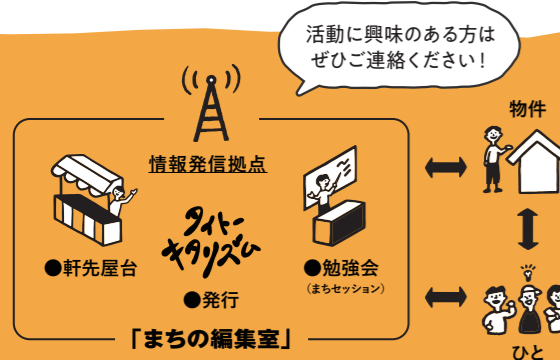 活動に興味のある方は
ぜひご連絡ください!
物件
情報発信拠点
タイトー
キタリズム
●軒先屋台
●勉強会
(まちセッション)
●発行
「まちの編集室」
ひと